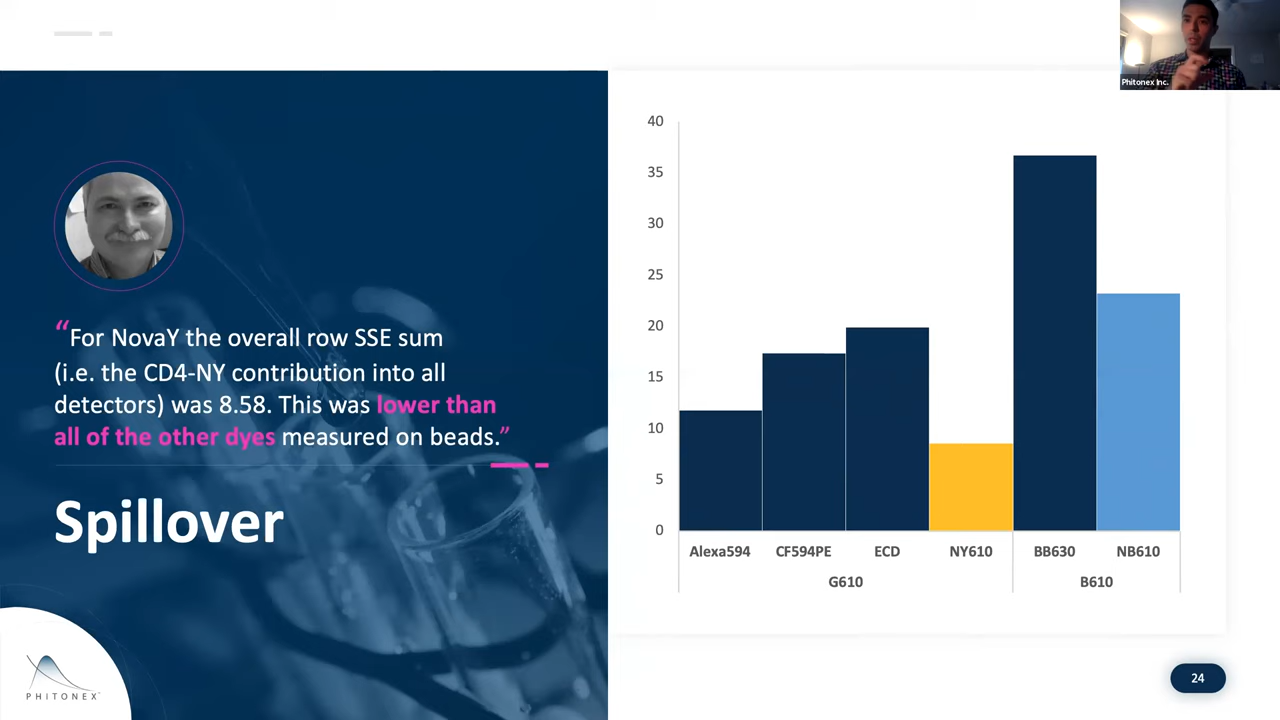 Phitonex Inc.
“For NovaY the overall row SSE sum
(i.e. the CD4-NY contribution into all
detectors) was 8.58. This was lower than
all of the other dyes measured on beads.”
Spillover
PHITONEX
40
35
30
25
20
15
10
5
0
Alexa594 CF594PE ECD NY610 BB630 NB610
G610 B610
24